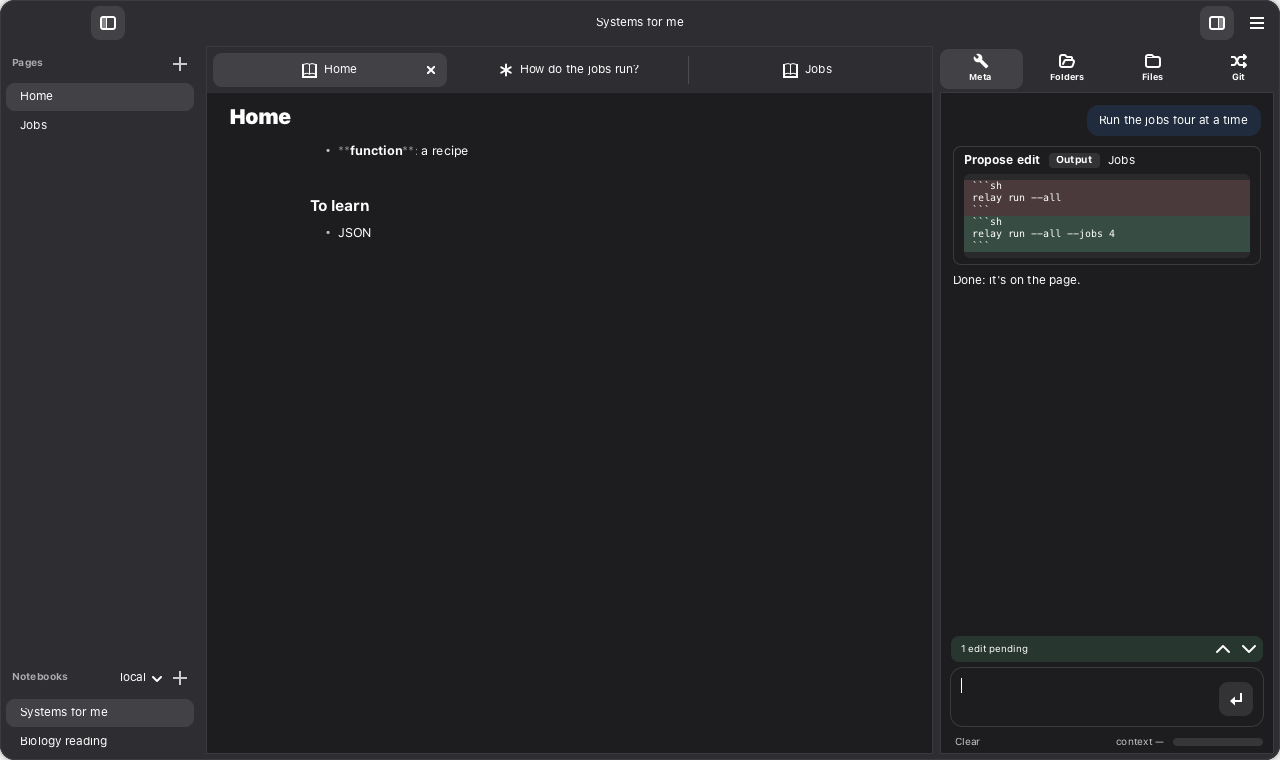 Systems for me
Pages
Home
Jobs
Notebooks
local
Systems for me
Biology reading
Home
How do the jobs run?
Jobs
Home
• **function**: a recipe
To learn
• JSON
Meta
Folders
Files
Git
Run the jobs four at a time
Propose edit Output Jobs
```sh
relay run --all
```
```sh
relay run --all --jobs 4
```
Done: it's on the page.
1 edit pending
Clear
context —